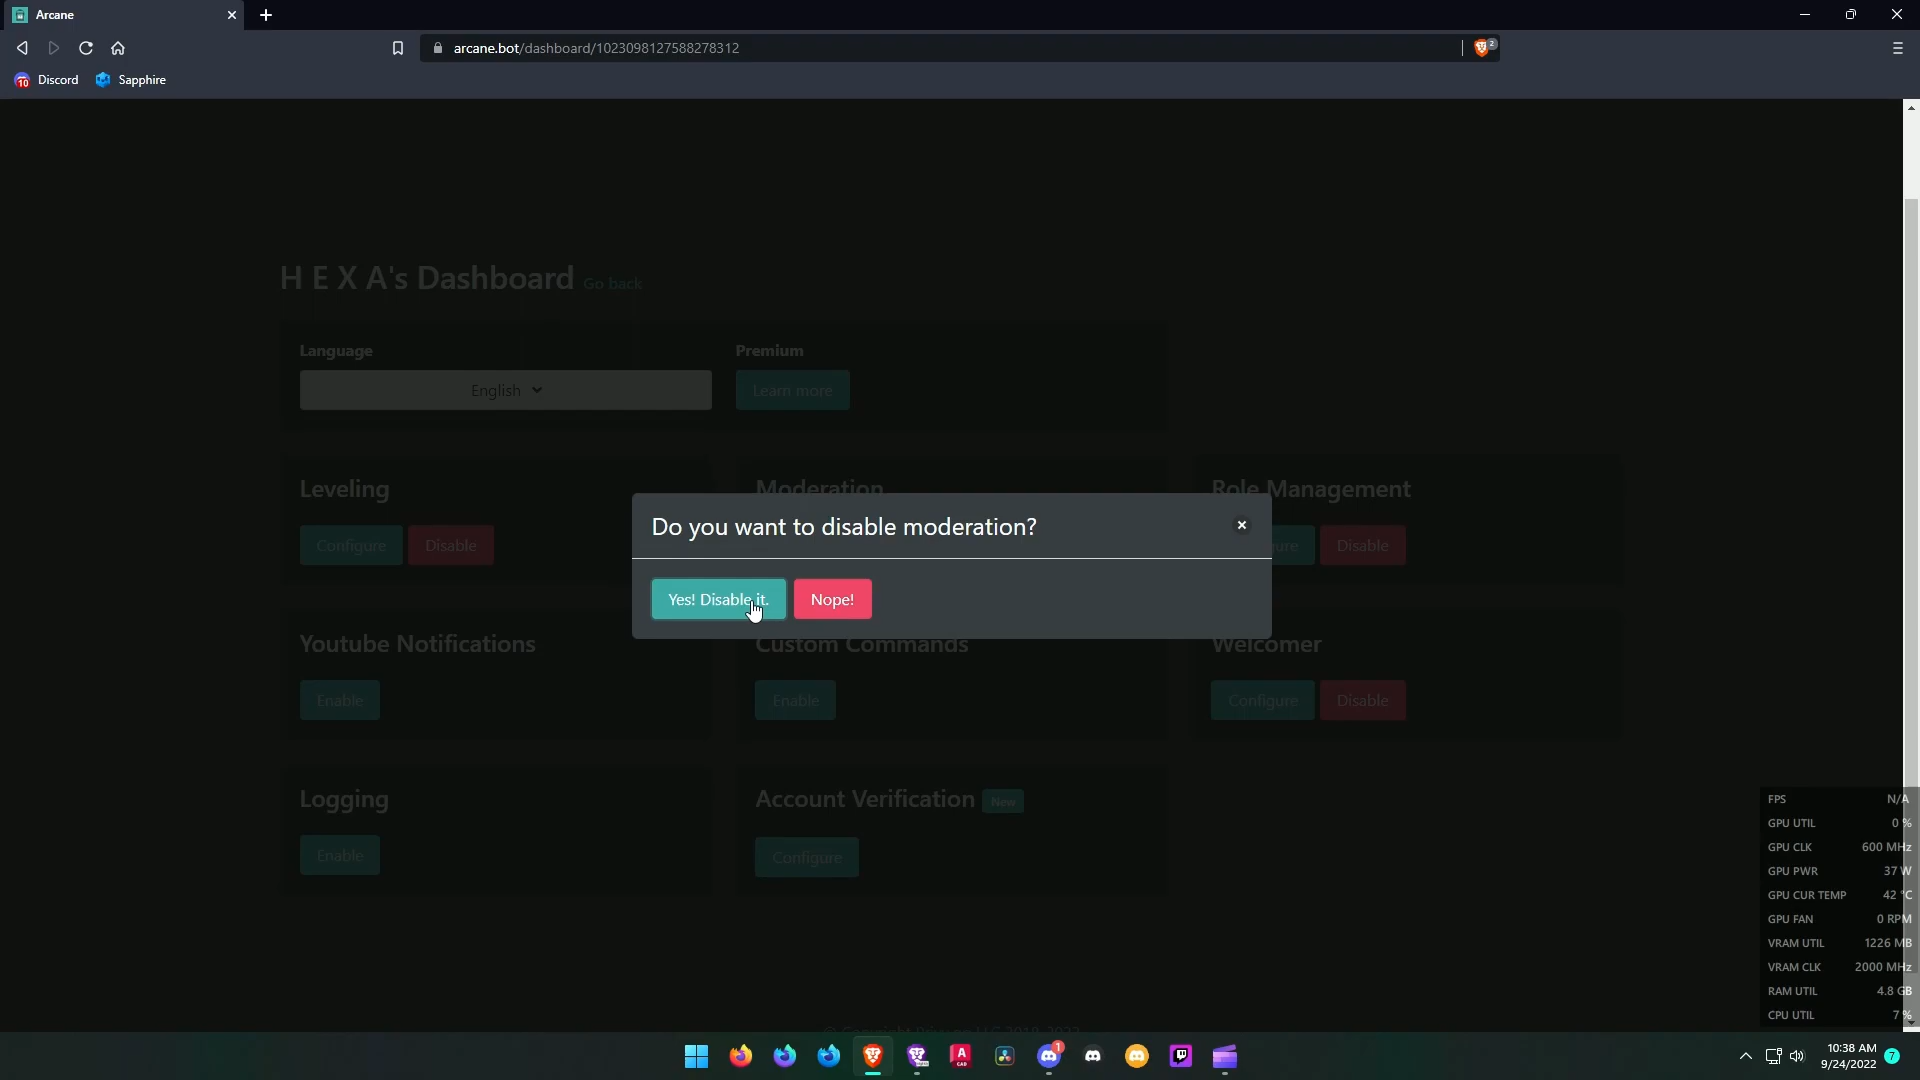 Arcane
arcane.bot/dashboard/1023098127588278312
2
10 Discord Sapphire
H E X A's Dashboard Go back
Language
Premium
English
Learn more
Leveling
Moderation
Role Management
Configure Disable
Disable
Do you want to disable moderation?
Yes! Disable it. Nope!
Youtube Notifications
Custom Commands
Welcomer
Enable
Enable
Configure Disable
Logging
Account Verification New
Enable
Configure
FPS N/A
GPU UTIL 0 %
GPU CLK 600 MHz
GPU PWR 37 W
GPU CUR TEMP 42 °C
GPU FAN 0 RPM
VRAM UTIL 1226 MB
VRAM CLK 2000 MHz
RAM UTIL 4.8 GB
CPU UTIL 7 %
1
10:38 AM
9/24/2022
7